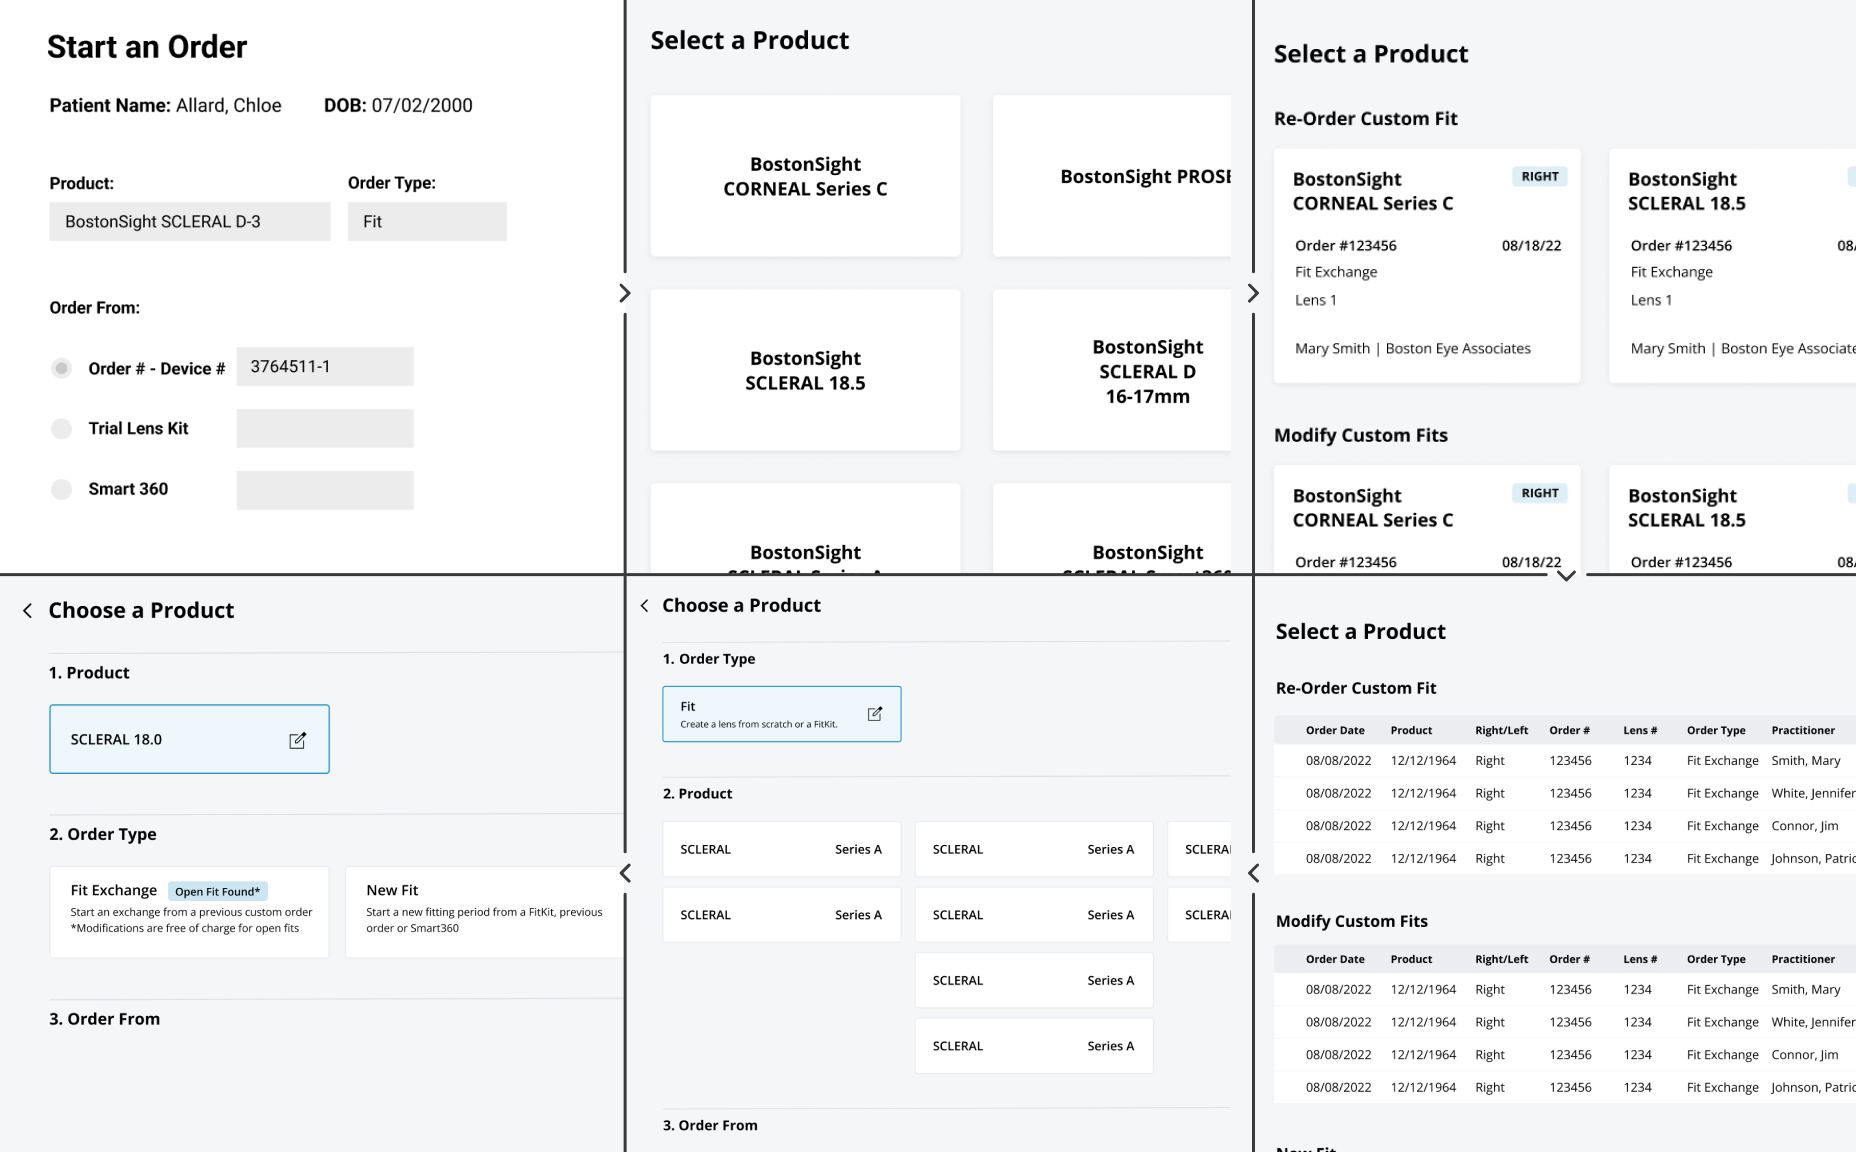 Start an Order
Patient Name: Allard, Chloe DOB: 07/02/2000
Product: Order Type:
BostonSight SCLERAL D-3 Fit
Order From:
Order # - Device # 3764511-1
Trial Lens Kit
Smart 360
Select a Product
BostonSight
CORNEAL Series C
BostonSight PROSE
BostonSight
SCLERAL 18.5
BostonSight
SCLERAL D
16-17mm
BostonSight
BostonSight
Select a Product
Re-Order Custom Fit
BostonSight
CORNEAL Series C
RIGHT
Order #123456 08/18/22
Fit Exchange
Lens 1
Mary Smith | Boston Eye Associates
BostonSight
SCLERAL 18.5
Order #123456 08/
Fit Exchange
Lens 1
Mary Smith | Boston Eye Associate
Modify Custom Fits
BostonSight
CORNEAL Series C
RIGHT
Order #123456 08/18/22
BostonSight
SCLERAL 18.5
Order #123456 08/
Select a Product
Re-Order Custom Fit
Order Date Product Right/Left Order # Lens # Order Type Practitioner
08/08/2022 12/12/1964 Right 123456 1234 Fit Exchange Smith, Mary
08/08/2022 12/12/1964 Right 123456 1234 Fit Exchange White, Jennifer
08/08/2022 12/12/1964 Right 123456 1234 Fit Exchange Connor, Jim
08/08/2022 12/12/1964 Right 123456 1234 Fit Exchange Johnson, Patric
Modify Custom Fits
Order Date Product Right/Left Order # Lens # Order Type Practitioner
08/08/2022 12/12/1964 Right 123456 1234 Fit Exchange Smith, Mary
08/08/2022 12/12/1964 Right 123456 1234 Fit Exchange White, Jennifer
08/08/2022 12/12/1964 Right 123456 1234 Fit Exchange Connor, Jim
08/08/2022 12/12/1964 Right 123456 1234 Fit Exchange Johnson, Patric
Choose a Product
1. Order Type
Fit
Create a lens from scratch or a FitKit.
2. Product
SCLERAL Series A SCLERAL Series A SCLERA
SCLERAL Series A SCLERAL Series A SCLERA
SCLERAL Series A
SCLERAL Series A
3. Order From
Choose a Product
1. Product
SCLERAL 18.0
2. Order Type
Fit Exchange Open Fit Found*
Start an exchange from a previous custom order
*Modifications are free of charge for open fits
New Fit
Start a new fitting period from a FitKit, previous
order or Smart360
3. Order From